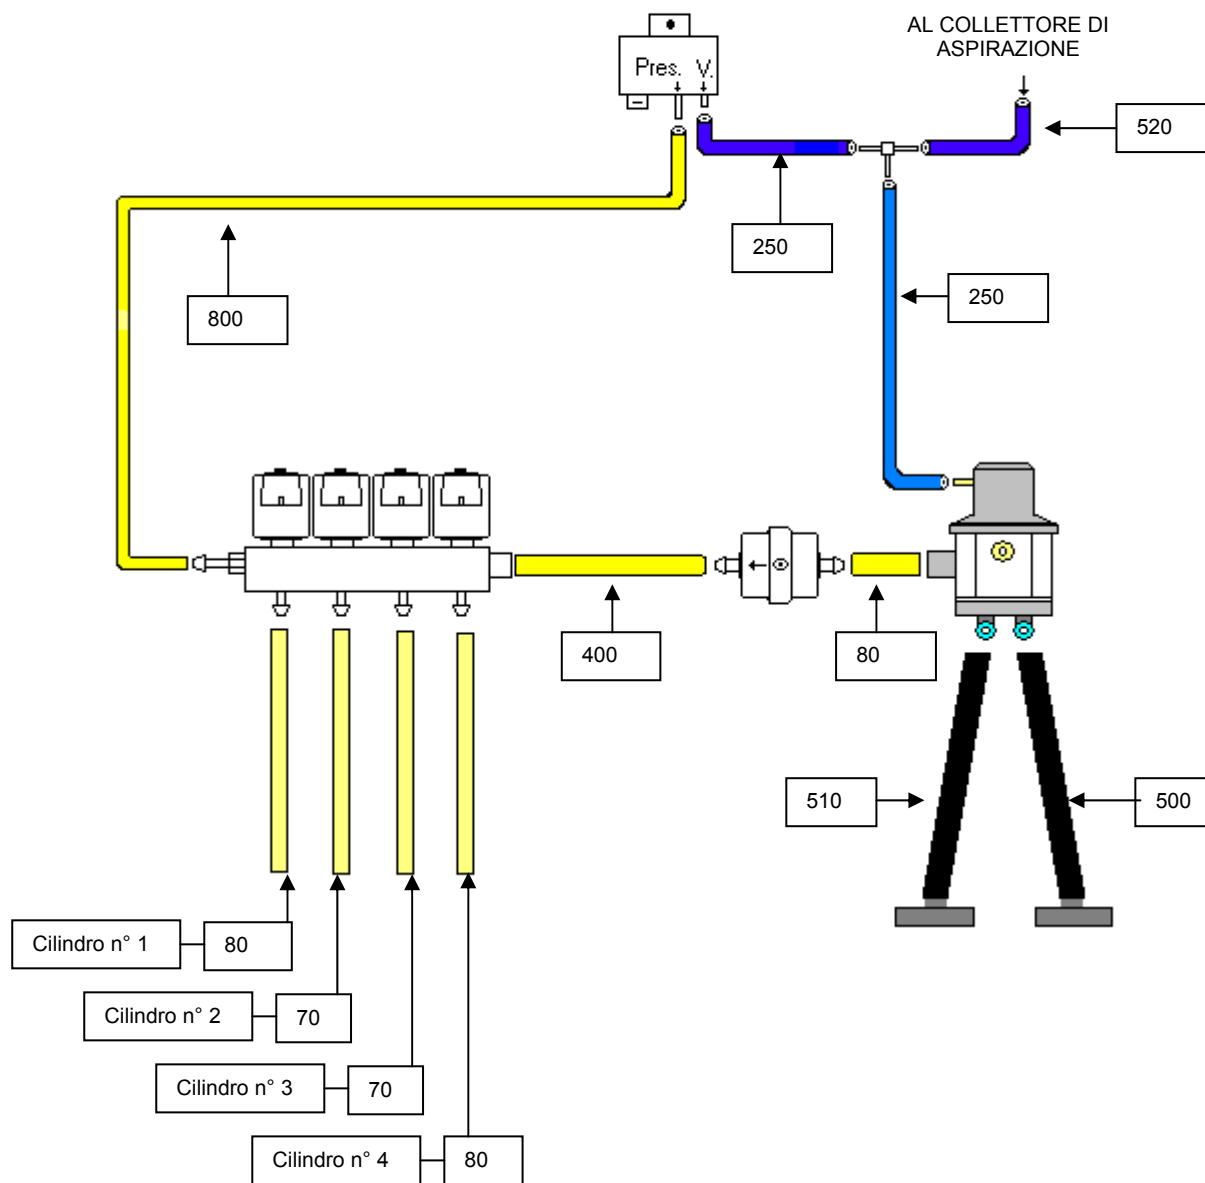 AL COLLETTORE DI
ASPIRAZIONE
Pres. V.
520
250
250
800
400
80
510
500
Cilindro n° 1
80
Cilindro n° 2
70
Cilindro n° 3
70
Cilindro n° 4
80